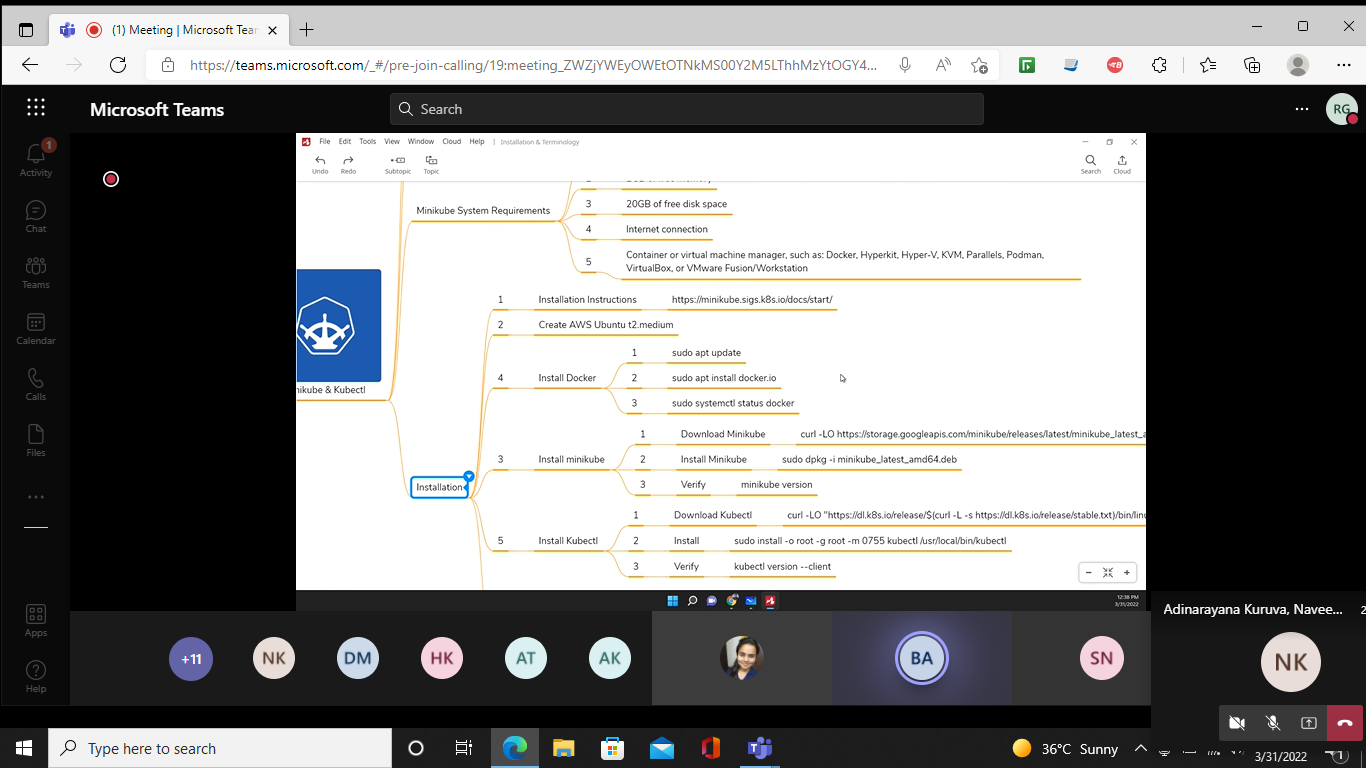 (1) Meeting | Microsoft Tear
https://teams.microsoft.com/_#/pre-join-calling/19:meeting_ZWZjYWEyOWEtOTNkMS00Y2M5LThhMzYtOGY4...
Microsoft Teams
Search
RG
Activity
1
Chat
Teams
Calendar
Calls
Files
Apps
Help
File Edit Tools View Window Cloud Help | Installation & Terminology
Undo Redo Subtopic Topic Search Cloud
Minikube System Requirements
3 20GB of free disk space
4 Internet connection
5 Container or virtual machine manager, such as: Docker, Hyperkit, Hyper-V, KVM, Parallels, Podman,
VirtualBox, or VMware Fusion/Workstation
nikube & Kubectl
Installation
1 Installation Instructions https://minikube.sigs.k8s.io/docs/start/
2 Create AWS Ubuntu t2.medium
4 Install Docker
1 sudo apt update
2 sudo apt install docker.io
3 sudo systemctl status docker
3 Install minikube
1 Download Minikube curl -LO https://storage.googleapis.com/minikube/releases/latest/minikube_latest_a
2 Install Minikube sudo dpkg -i minikube_latest_amd64.deb
3 Verify minikube version
5 Install Kubectl
1 Download Kubectl curl -LO "https://dl.k8s.io/release/$(curl -L -s https://dl.k8s.io/release/stable.txt)/bin/linu
2 Install sudo install -o root -g root -m 0755 kubectl /usr/local/bin/kubectl
3 Verify kubectl version --client
12:38 PM
3/31/2022
+11 NK DM HK AT AK BA SN
Adinarayana Kuruva, Navee...
NK
Type here to search
36°C Sunny
3/31/2022
1